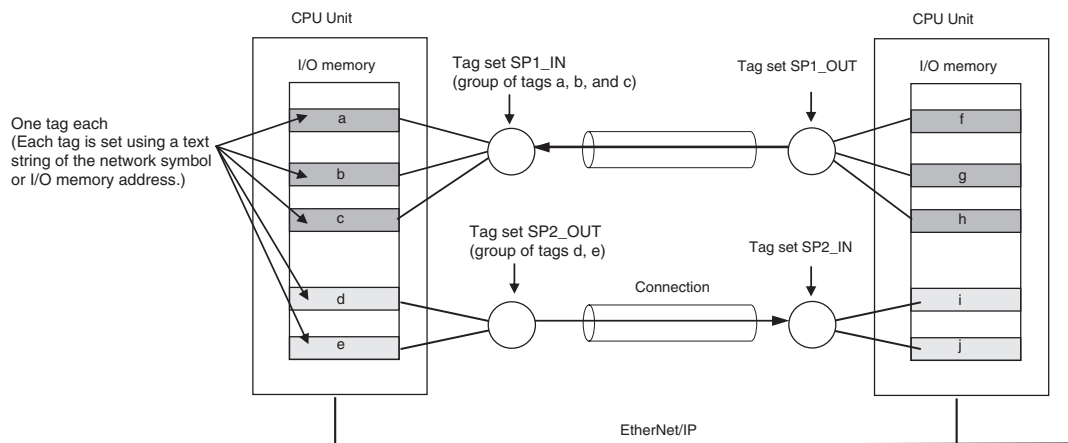 CPU Unit
CPU Unit
I/O memory
Tag set SP1_IN
(group of tags a, b, and c)
Tag set SP1_OUT
I/O memory
One tag each
(Each tag is set using a text
string of the network symbol
or I/O memory address.)
a
b
c
f
g
h
Tag set SP2_OUT
(group of tags d, e)
Tag set SP2_IN
Connection
d
e
i
j
EtherNet/IP